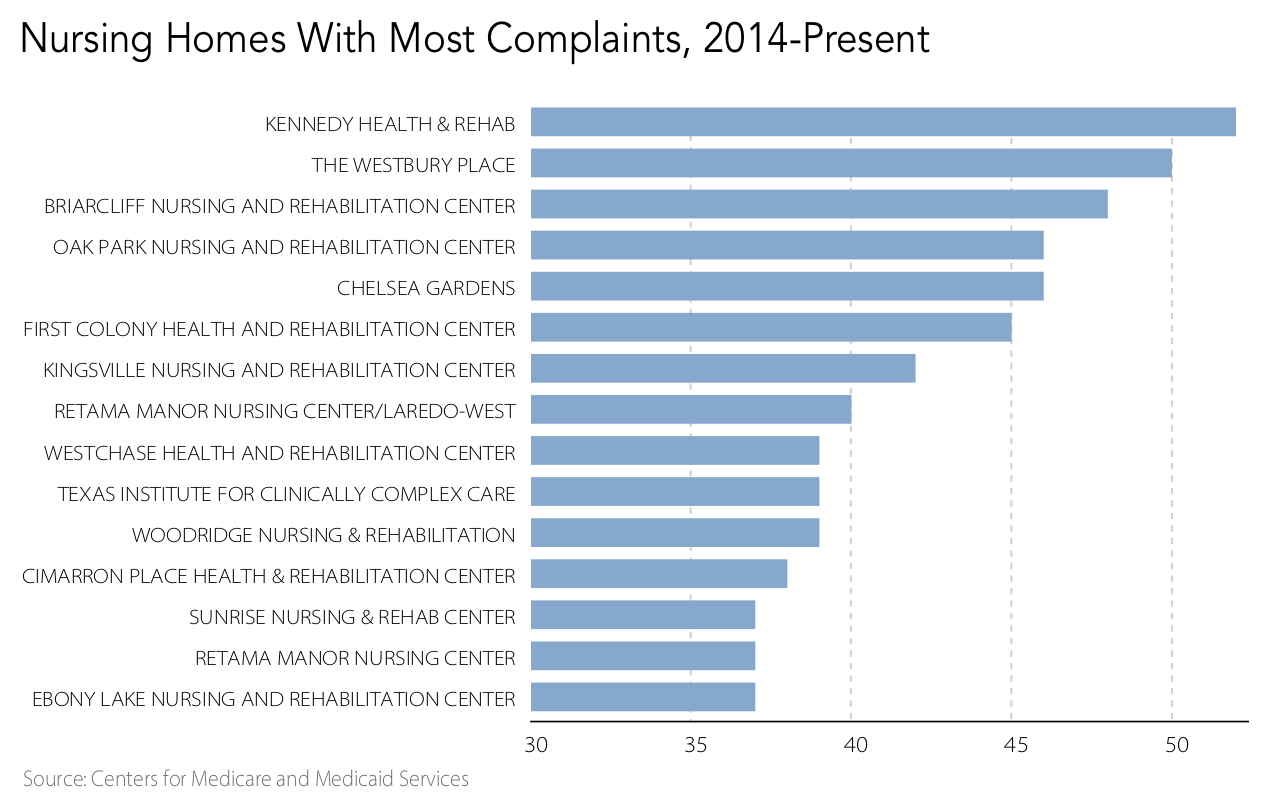 Nursing Homes With Most Complaints, 2014-Present
KENNEDY HEALTH & REHAB
THE WESTBURY PLACE
BRIARCLIFF NURSING AND REHABILITATION CENTER
OAK PARK NURSING AND REHABILITATION CENTER
CHELSEA GARDENS
FIRST COLONY HEALTH AND REHABILITATION CENTER
KINGSVILLE NURSING AND REHABILITATION CENTER
RETAMA MANOR NURSING CENTER/LAREDO-WEST
WESTCHASE HEALTH AND REHABILITATION CENTER
TEXAS INSTITUTE FOR CLINICALLY COMPLEX CARE
WOODRIDGE NURSING & REHABILITATION
CIMARRON PLACE HEALTH & REHABILITATION CENTER
SUNRISE NURSING & REHAB CENTER
RETAMA MANOR NURSING CENTER
EBONY LAKE NURSING AND REHABILITATION CENTER
30 35 40 45 50
Source: Centers for Medicare and Medicaid Services